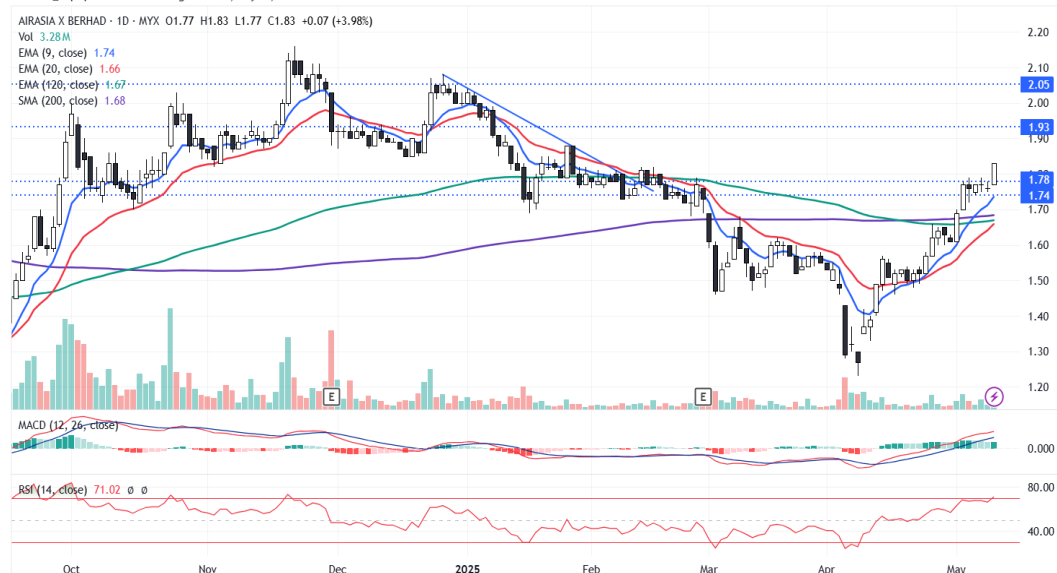 AIRASIA X BERHAD · 1D · MYX O1.77 H1.83 L1.77 C1.83 +0.07 (+3.98%)
Vol 3.28M
EMA (9, close) 1.74
EMA (20, close) 1.66
EMA (120, close) 1.67
SMA (200, close) 1.68
2.20
2.05
2.00
1.93
1.90
1.78
1.74
1.70
1.60
1.50
1.40
1.30
1.20
E
E
MACD (12, 26, close)
0.000
RSI (14, close) 71.02 ø ø
80.00
40.00
Oct Nov Dec 2025 Feb Mar Apr May